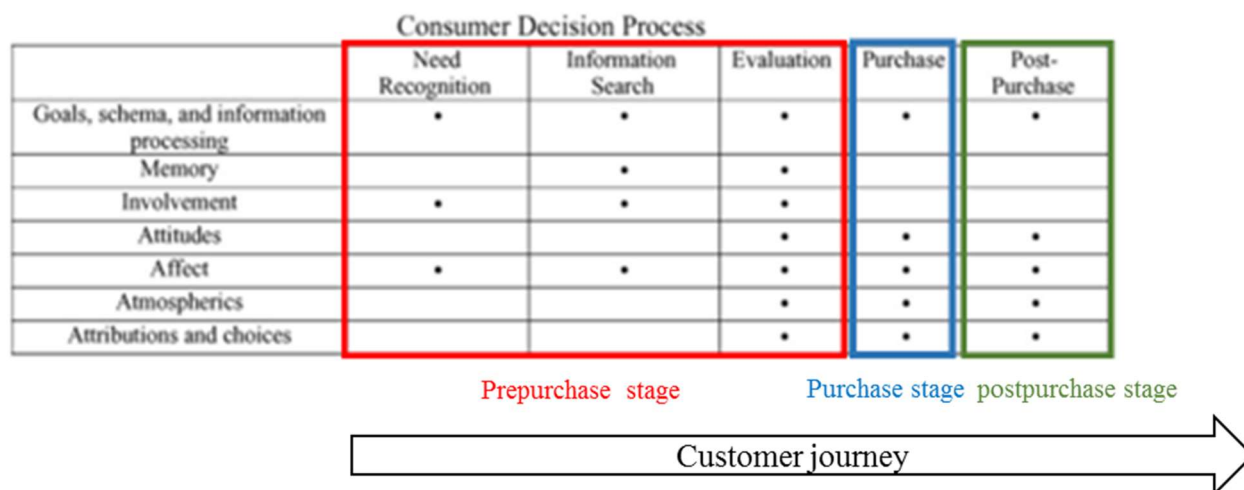 Consumer Decision Process
Need Recognition Information Search Evaluation Purchase Post-Purchase
Goals, schema, and information processing • • • • •
Memory • •
Involvement • • •
Attitudes • • •
Affect • • • • •
Atmospherics • • •
Attributions and choices • • •
Prepurchase stage Purchase stage postpurchase stage
Customer journey